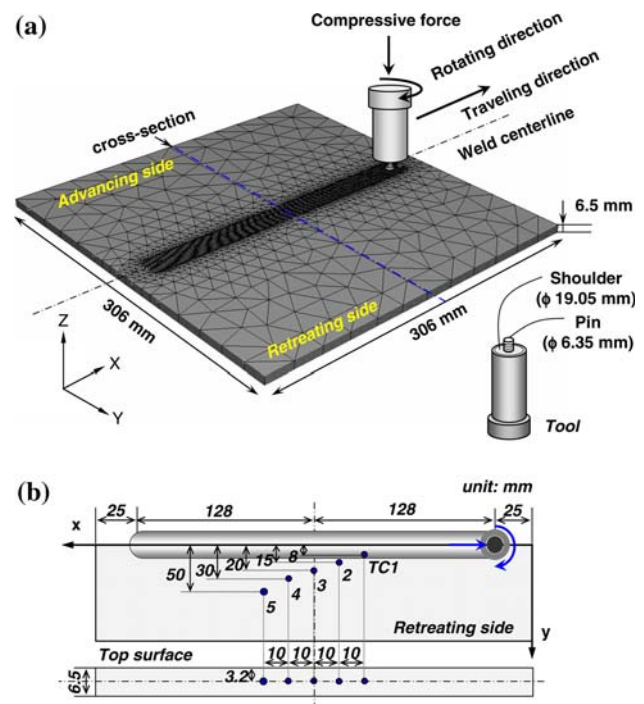 (a)
Compressive force
Rotating direction
Traveling direction
Weld centerline
cross-section
Advancing side
6.5 mm
Shoulder
(ϕ 19.05 mm)
Pin
(ϕ 6.35 mm)
306 mm
Retreating side
306 mm
Z
X
Y
Tool
(b)
unit: mm
25
128
128
25
x
50
30
20
15
8
TC1
2
3
4
5
Retreating side
y
Top surface
10 10 10 10
6.5
3.2